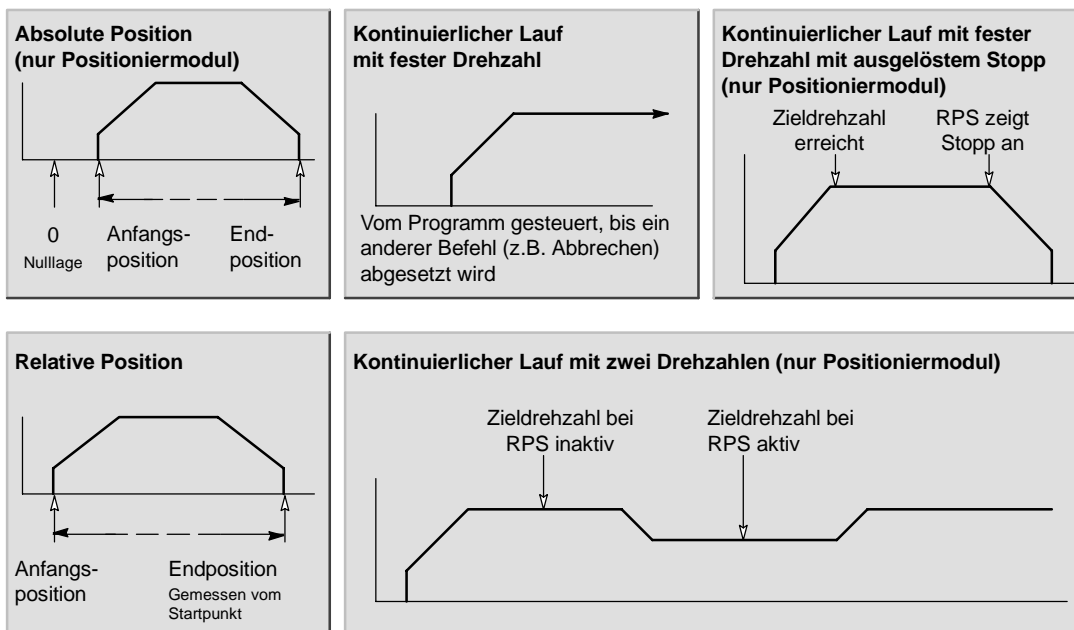 Absolute Position
(nur Positioniermodul)
0
Nulllage
Anfangs-
position
End-
position
Kontinuierlicher Lauf
mit fester Drehzahl
Vom Programm gesteuert, bis ein
anderer Befehl (z.B. Abbrechen)
abgesetzt wird
Kontinuierlicher Lauf mit fester
Drehzahl mit ausgelöstem Stopp
(nur Positioniermodul)
Zieldrehzahl
erreicht
RPS zeigt
Stopp an
Relative Position
Anfangs-
position
Endposition
Gemessen vom
Startpunkt
Kontinuierlicher Lauf mit zwei Drehzahlen (nur Positioniermodul)
Zieldrehzahl bei
RPS inaktiv
Zieldrehzahl bei
RPS aktiv